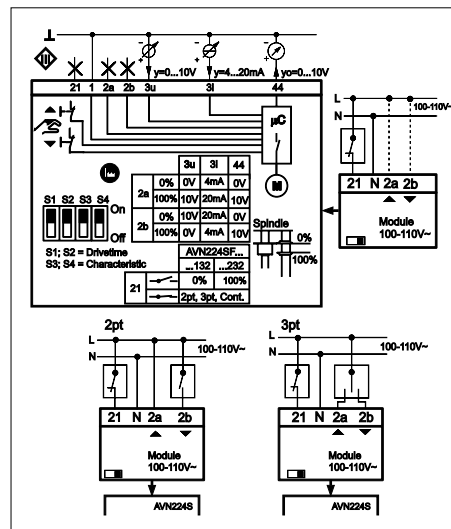 y=0...10V y=4...20mA yo=0...10V
21 1 2a 2b 3u 3i 44
µC
M
3u 3i 44
2a 0% 0V 4mA 0V
100% 10V 20mA 10V
2b 0% 10V 20mA 0V
100% 0V 4mA 10V
S1 S2 S3 S4
On
Off
S1; S2 = Drivetime
S3; S4 = Characteristic
Spindle
0%
100%
AVN224SF...
...132 ...232
21 0% 100%
2pt, 3pt, Cont.
L
N
100-110V~
21 N 2a 2b
Module
100-110V~
2pt
L
N
100-110V~
21 N 2a 2b
Module
100-110V~
AVN224S
3pt
L
N
100-110V~
21 N 2a 2b
Module
100-110V~
AVN224S